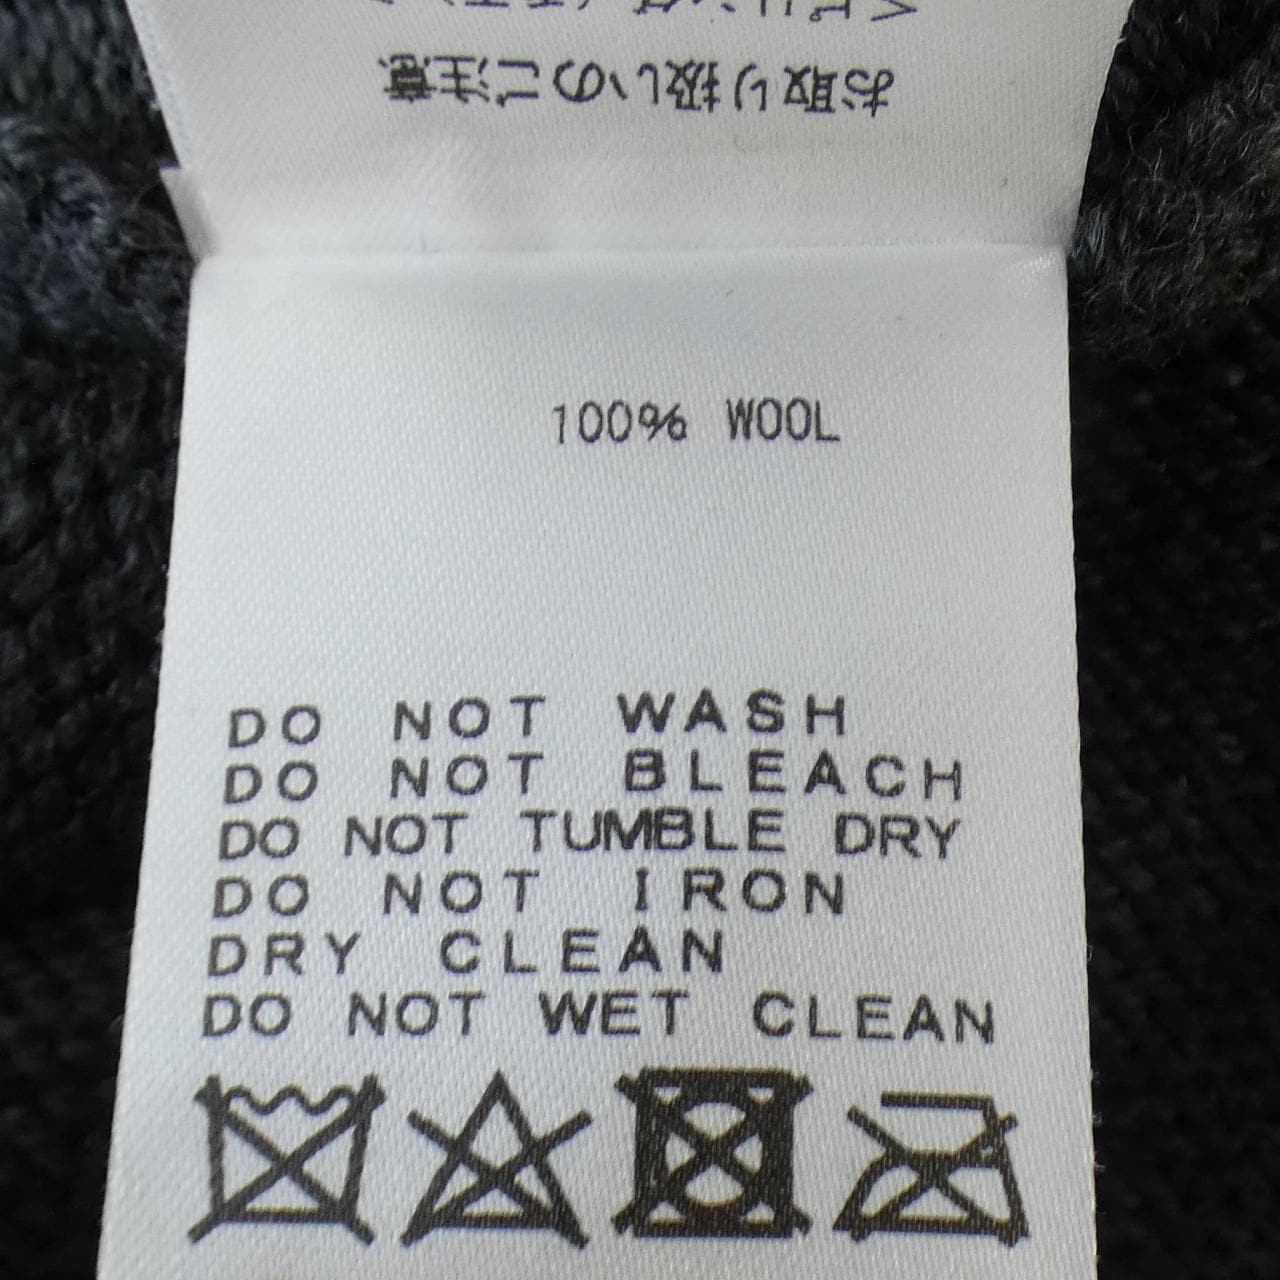 お取り扱いのご注意
100% WOOL
DO NOT WASH
DO NOT BLEACH
DO NOT TUMBLE DRY
DO NOT IRON
DRY CLEAN
DO NOT WET CLEAN